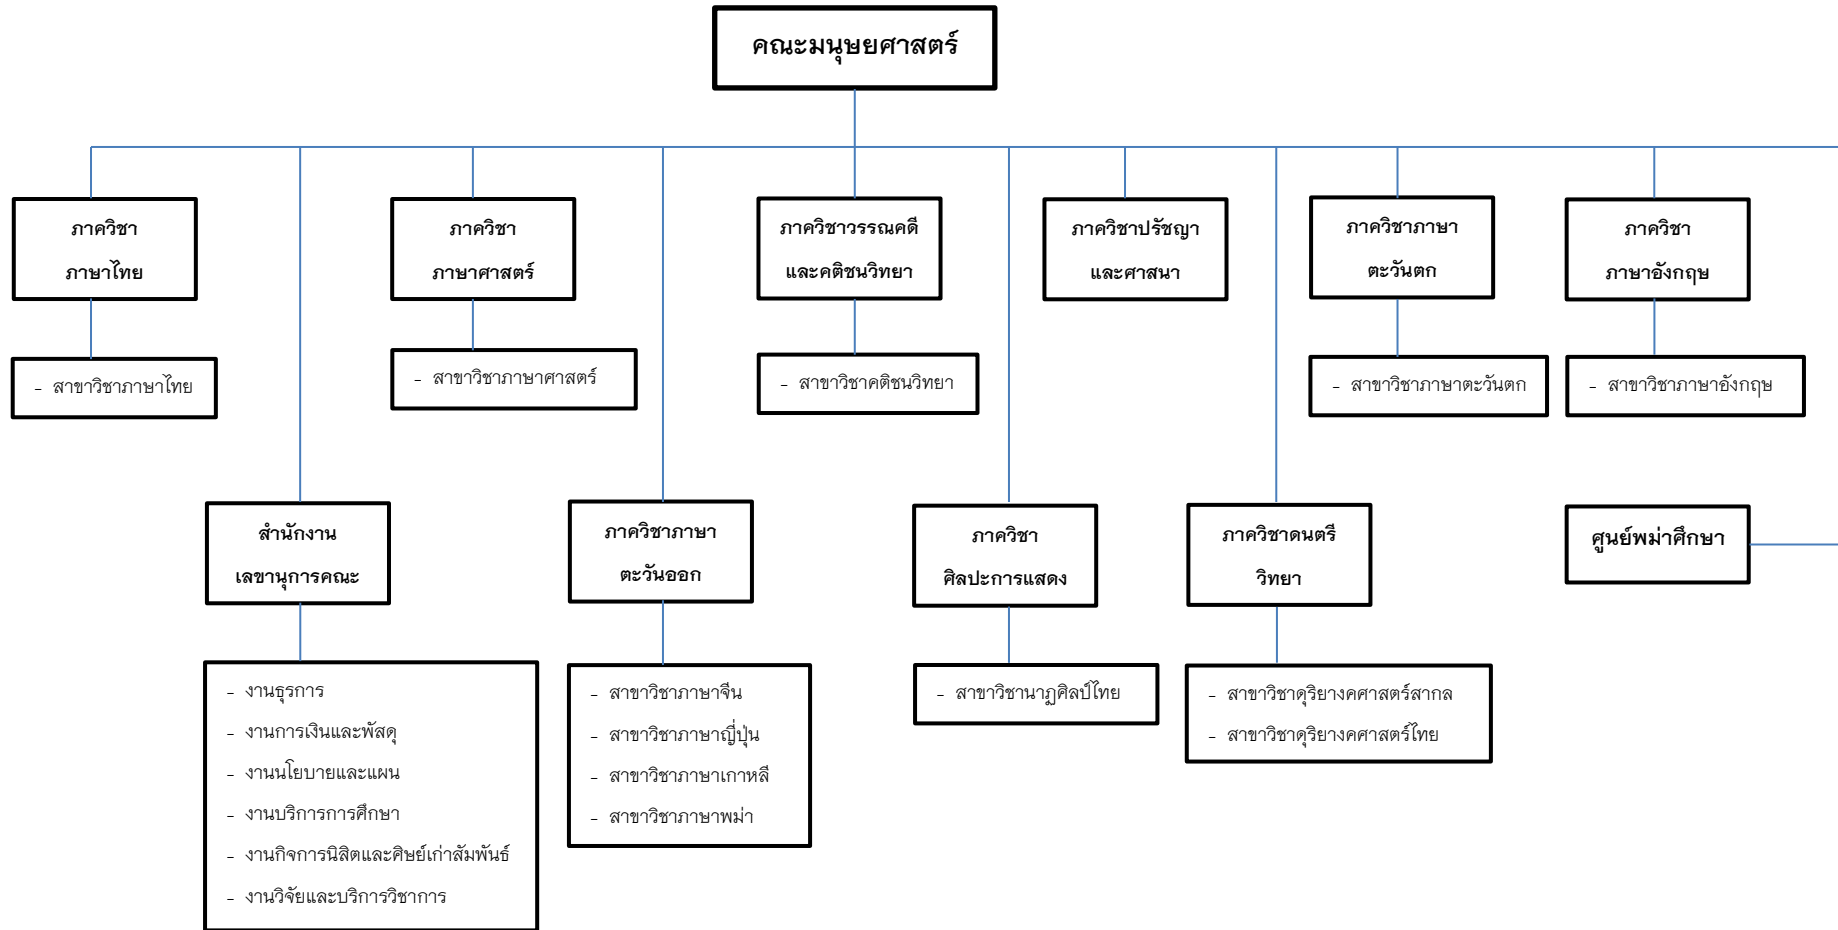 คณะมนุษยศาสตร์
ภาควิชา
ภาษาไทย
ภาควิชา
ภาษาศาสตร์
ภาควิชาวรรณคดี
และคติชนวิทยา
ภาควิชาปรัชญา
และศาสนา
ภาควิชาภาษา
ตะวันตก
ภาควิชา
ภาษาอังกฤษ
- สาขาวิชาภาษาไทย
- สาขาวิชาภาษาศาสตร์
- สาขาวิชาคติชนวิทยา
- สาขาวิชาภาษาตะวันตก
- สาขาวิชาภาษาอังกฤษ
สำนักงาน
เลขานุการคณะ
ภาควิชาภาษา
ตะวันออก
ภาควิชา
ศิลปะการแสดง
ภาควิชาดนตรี
วิทยา
ศูนย์พม่าศึกษา
- งานธุรการ
- งานการเงินและพัสดุ
- งานนโยบายและแผน
- งานบริการการศึกษา
- งานกิจการนิสิตและศิษย์เก่าสัมพันธ์
- งานวิจัยและบริการวิชาการ
- สาขาวิชาภาษาจีน
- สาขาวิชาภาษาญี่ปุ่น
- สาขาวิชาภาษาเกาหลี
- สาขาวิชาภาษาพม่า
- สาขาวิชานาฏศิลป์ไทย
- สาขาวิชาดุริยางคศาสตร์สากล
- สาขาวิชาดุริยางคศาสตร์ไทย